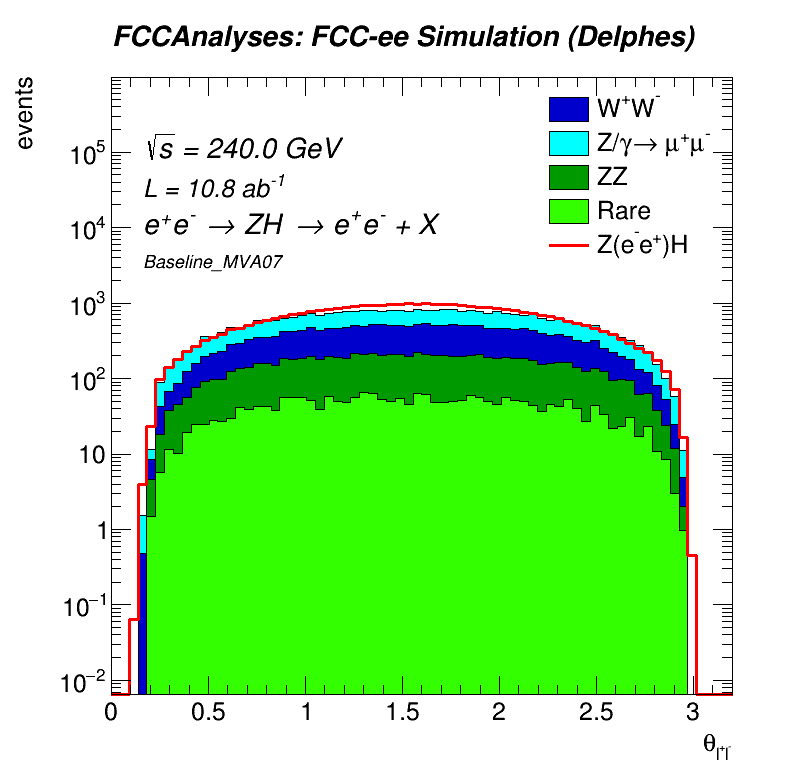 FCCAnalyses: FCC-ee Simulation (Delphes)
events
√s = 240.0 GeV
L = 10.8 ab⁻¹
e⁺e⁻ → ZH → e⁺e⁻ + X
Baseline_MVA07
W⁺W⁻
Z/γ→ μ⁺μ⁻
ZZ
Rare
Z(e⁻e⁺)H
10⁵
10⁴
10³
10²
10
1
10⁻¹
10⁻²
0 0.5 1 1.5 2 2.5 3
θ_{l⁺l⁻}